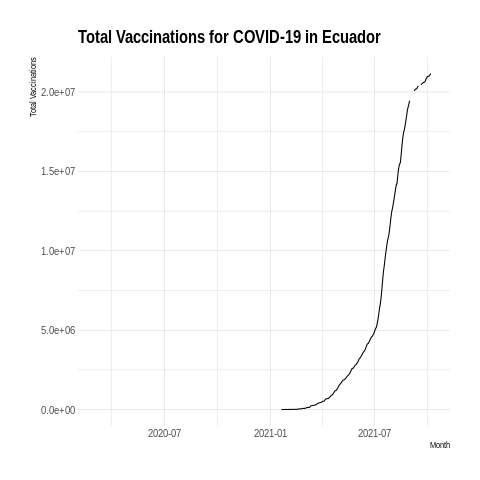 Total Vaccinations for COVID-19 in Ecuador
Total Vaccinations
2.0e+07
1.5e+07
1.0e+07
5.0e+06
0.0e+00
2020-07 2021-01 2021-07
Month